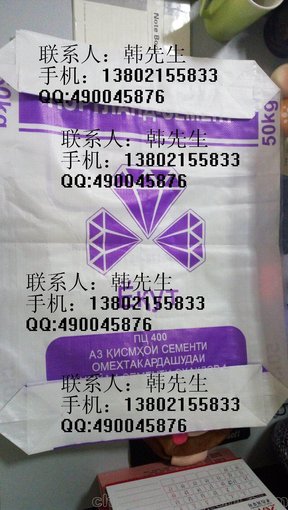 联系人：韩先生
手机：13802155833
QQ:490045876
50kg
联系人：韩先生
手机：13802155833
QQ:490045876
联系人：韩先生
手机：13802155833
QQ:490045876
ПЦ 400
АЗ КИСМҲОИ СЕМЕНТИ
ОМЕХТАКАРДАШУДАИ
联系人：韩先生
手机：13802155833
QQ:490045876